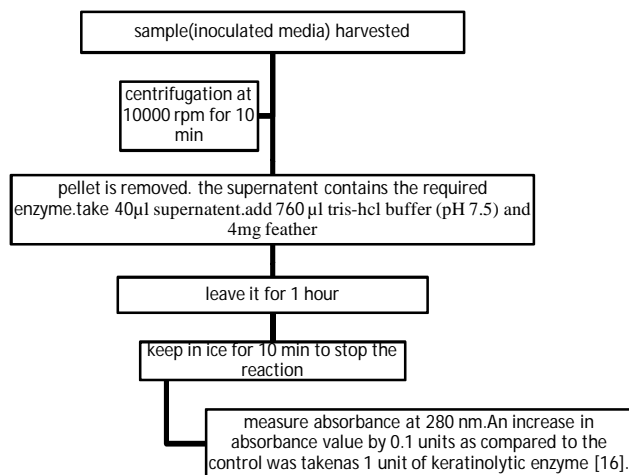 sample(inoculated media) harvested
centrifugation at
10000 rpm for 10
min
pellet is removed. the supernatent contains the required
enzyme.take 40µl supernatent.add 760 µl tris-hcl buffer (pH 7.5) and
4mg feather
leave it for 1 hour
keep in ice for 10 min to stop the
reaction
measure absorbance at 280 nm.An increase in
absorbance value by 0.1 units as compared to the
control was takenas 1 unit of keratinolytic enzyme [16].